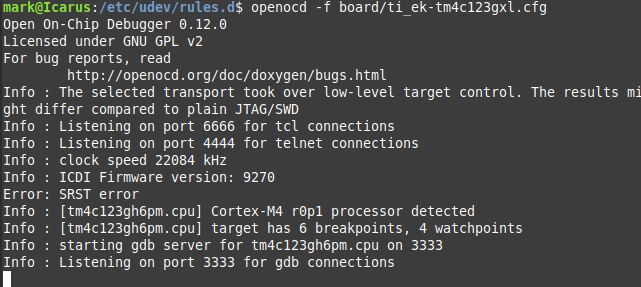 mark@Icarus:/etc/udev/rules.d$ openocd -f board/ti_ek-tm4c123gxl.cfg
Open On-Chip Debugger 0.12.0
Licensed under GNU GPL v2
For bug reports, read
        http://openocd.org/doc/doxygen/bugs.html
Info : The selected transport took over low-level target control. The results mi
ght differ compared to plain JTAG/SWD
Info : Listening on port 6666 for tcl connections
Info : Listening on port 4444 for telnet connections
Info : clock speed 22084 kHz
Info : ICDI Firmware version: 9270
Error: SRST error
Info : [tm4c123gh6pm.cpu] Cortex-M4 r0p1 processor detected
Info : [tm4c123gh6pm.cpu] target has 6 breakpoints, 4 watchpoints
Info : starting gdb server for tm4c123gh6pm.cpu on 3333
Info : Listening on port 3333 for gdb connections